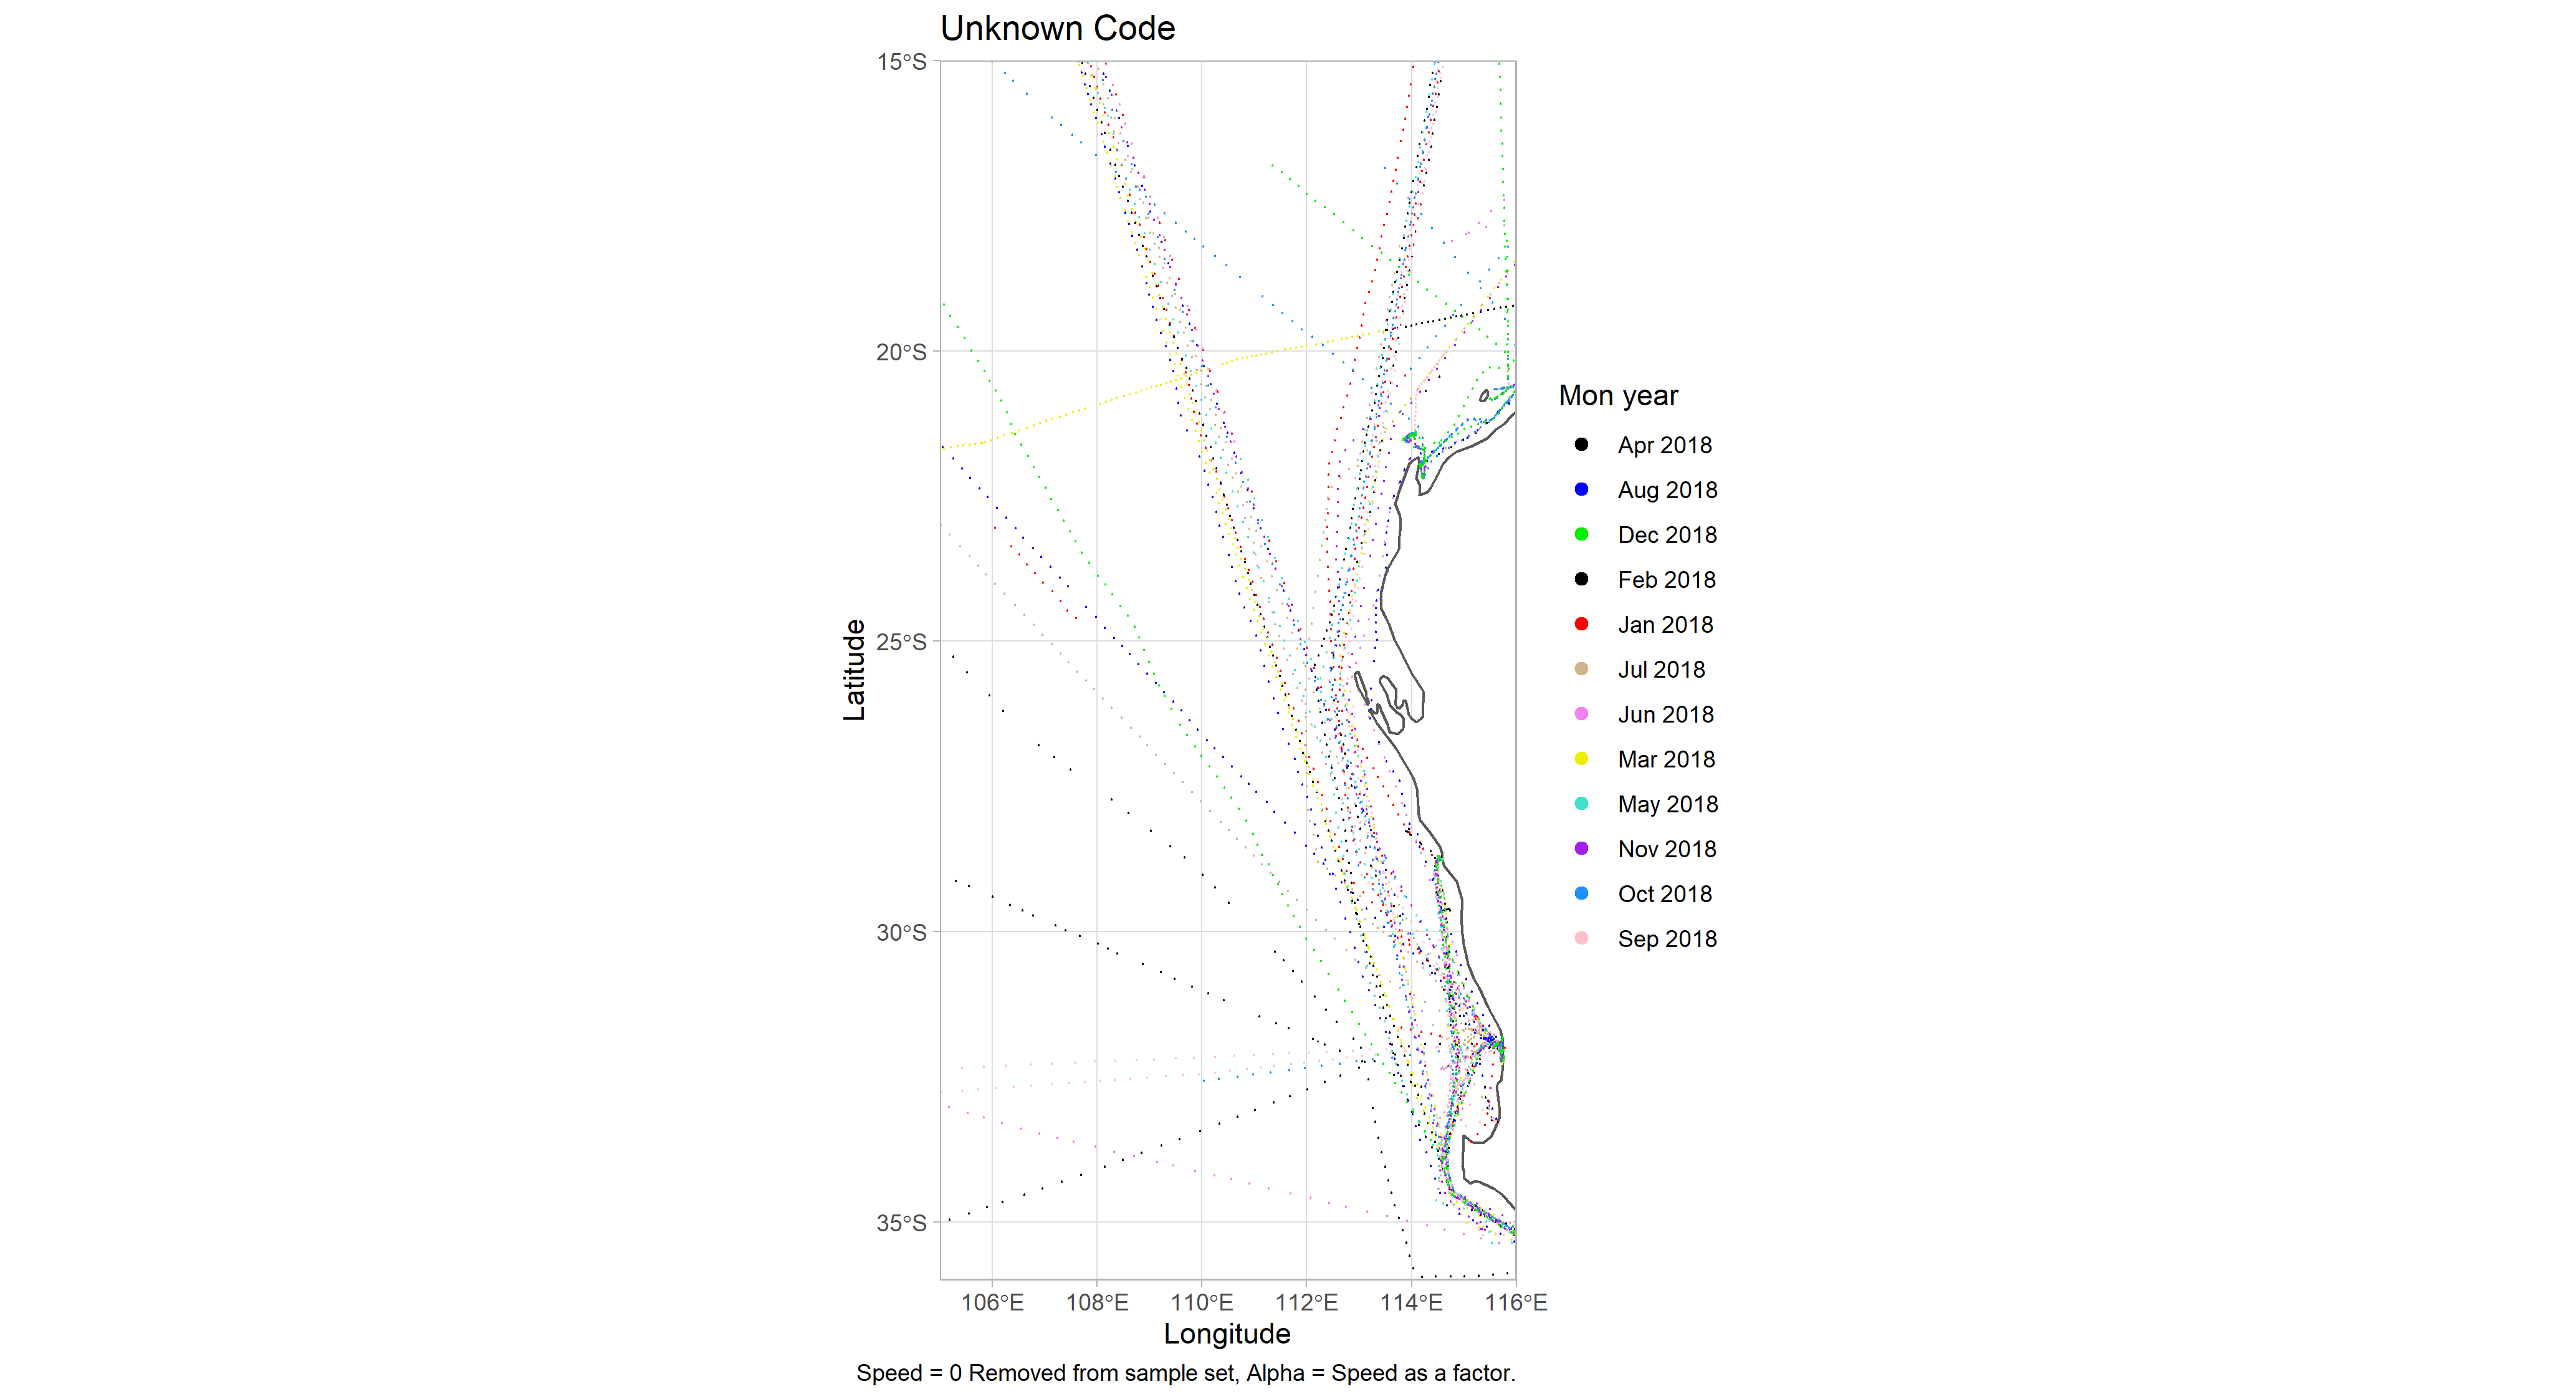 Unknown Code
15°S
20°S
25°S
30°S
35°S
Latitude
106°E 108°E 110°E 112°E 114°E 116°E
Longitude
Speed = 0 Removed from sample set, Alpha = Speed as a factor.
Mon year
Apr 2018
Aug 2018
Dec 2018
Feb 2018
Jan 2018
Jul 2018
Jun 2018
Mar 2018
May 2018
Nov 2018
Oct 2018
Sep 2018